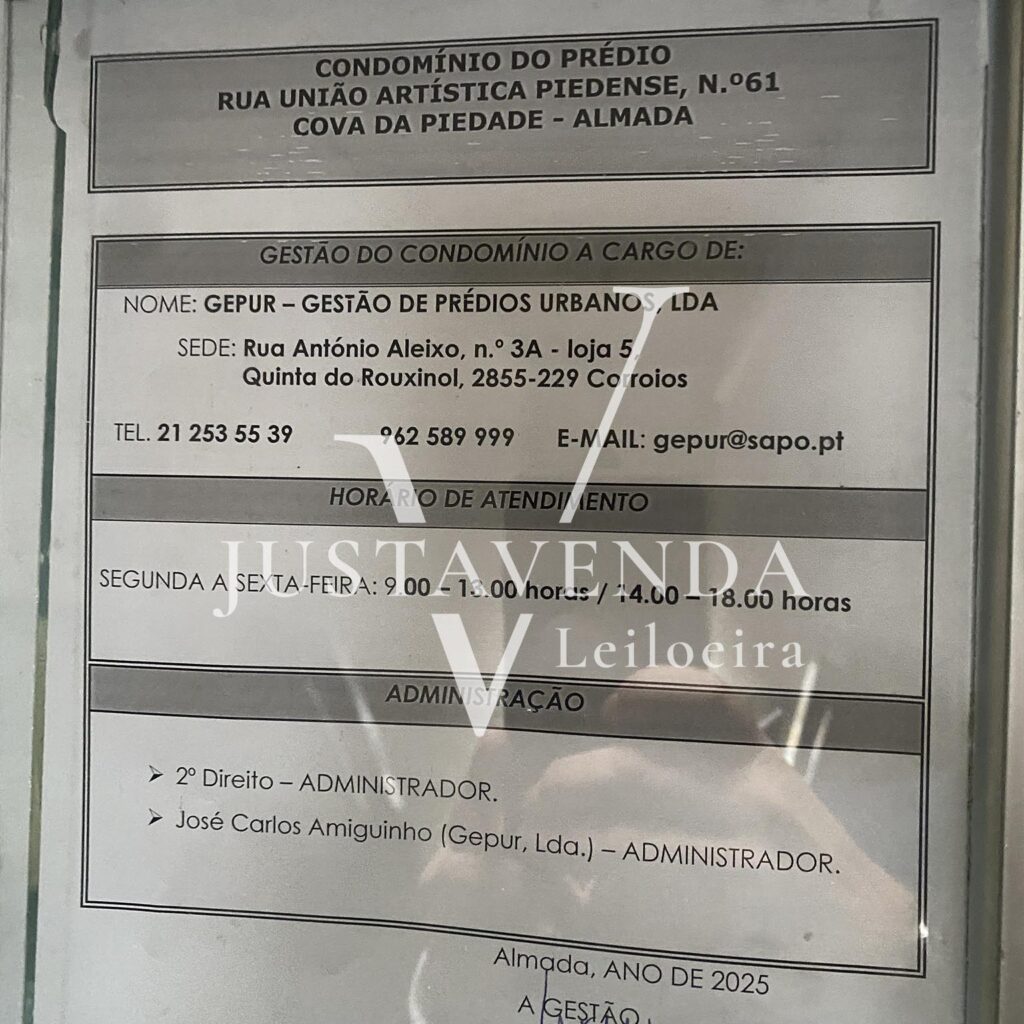 CONDOMÍNIO DO PRÉDIO
RUA UNIÃO ARTÍSTICA PIEDENSE, N.º61
COVA DA PIEDADE - ALMADA
GESTÃO DO CONDOMÍNIO A CARGO DE:
NOME: GEPUR – GESTÃO DE PRÉDIOS URBANOS, LDA
SEDE: Rua António Aleixo, n.º 3A - loja 5,
Quinta do Rouxinol, 2855-229 Corroios
TEL. 21 253 55 39 962 589 999 E-MAIL: gepur@sapo.pt
HORÁRIO DE ATENDIMENTO
JUSTAVENDA
SEGUNDA A SEXTA-FEIRA: 9.00 – 13.00 horas / 14.00 – 18.00 horas
Leiloeira
ADMINISTRAÇÃO
➢ 2º Direito – ADMINISTRADOR.
➢ José Carlos Amiguinho (Gepur, Lda.) – ADMINISTRADOR.
Almada, ANO DE 2025
A GESTÃO